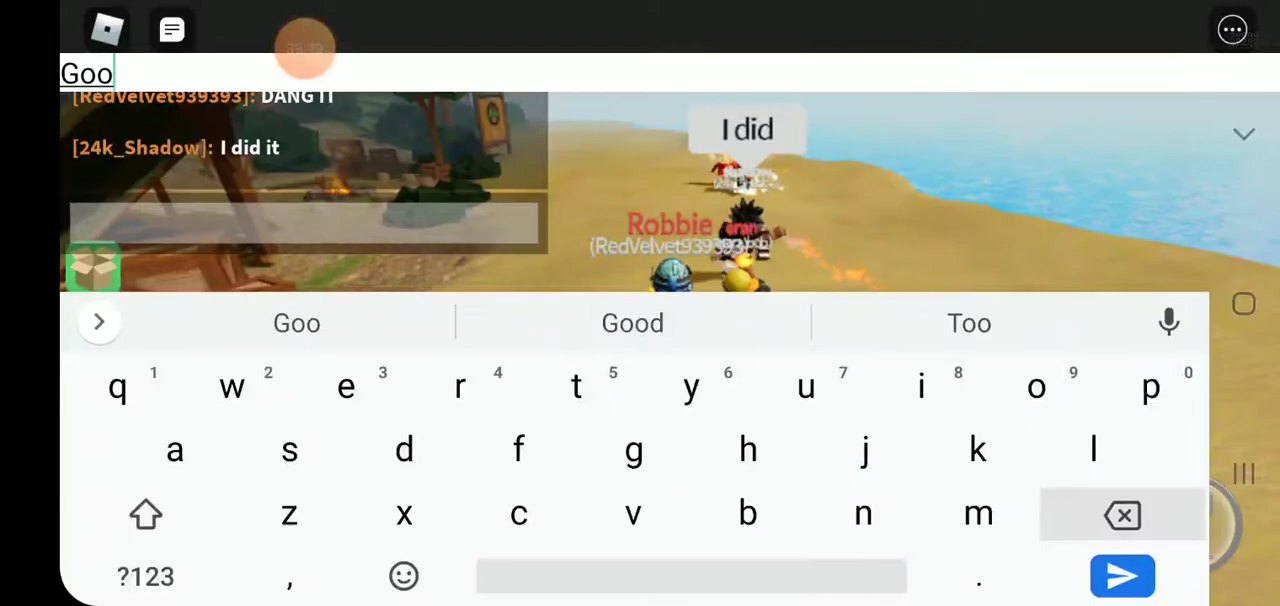 Goo
[RedVelvet939393]: DANG IT
[24k_Shadow]: I did it
I did
Robbie
Goo Good Too
q 1 w 2 e 3 r 4 t 5 y 6 u 7 i 8 o 9 p 0
a s d f g h j k l
z x c v b n m
?123 , .